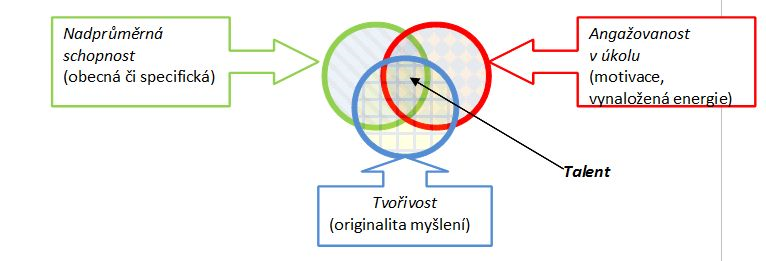 Nadprůměrná
schopnost
(obecná či specifická)
Angažovanost
v úkolu
(motivace,
vynaložená energie)
Talent
Tvořivost
(originalita myšlení)